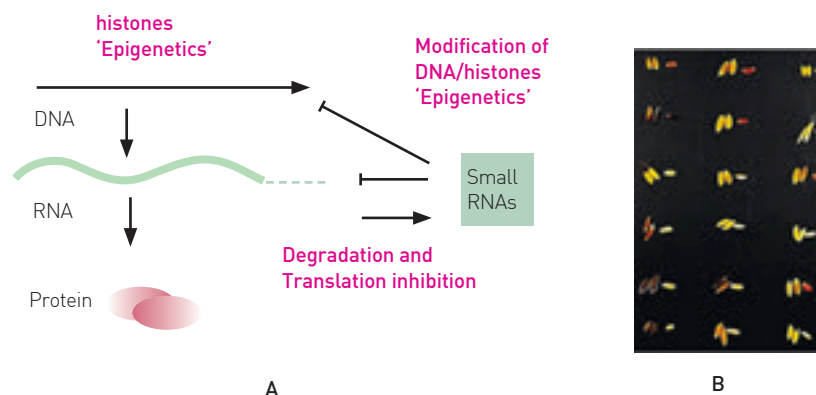 histones
‘Epigenetics’
Modification of
DNA/histones
‘Epigenetics’
DNA
Small
RNAs
RNA
Degradation and
Translation inhibition
Protein
A
B